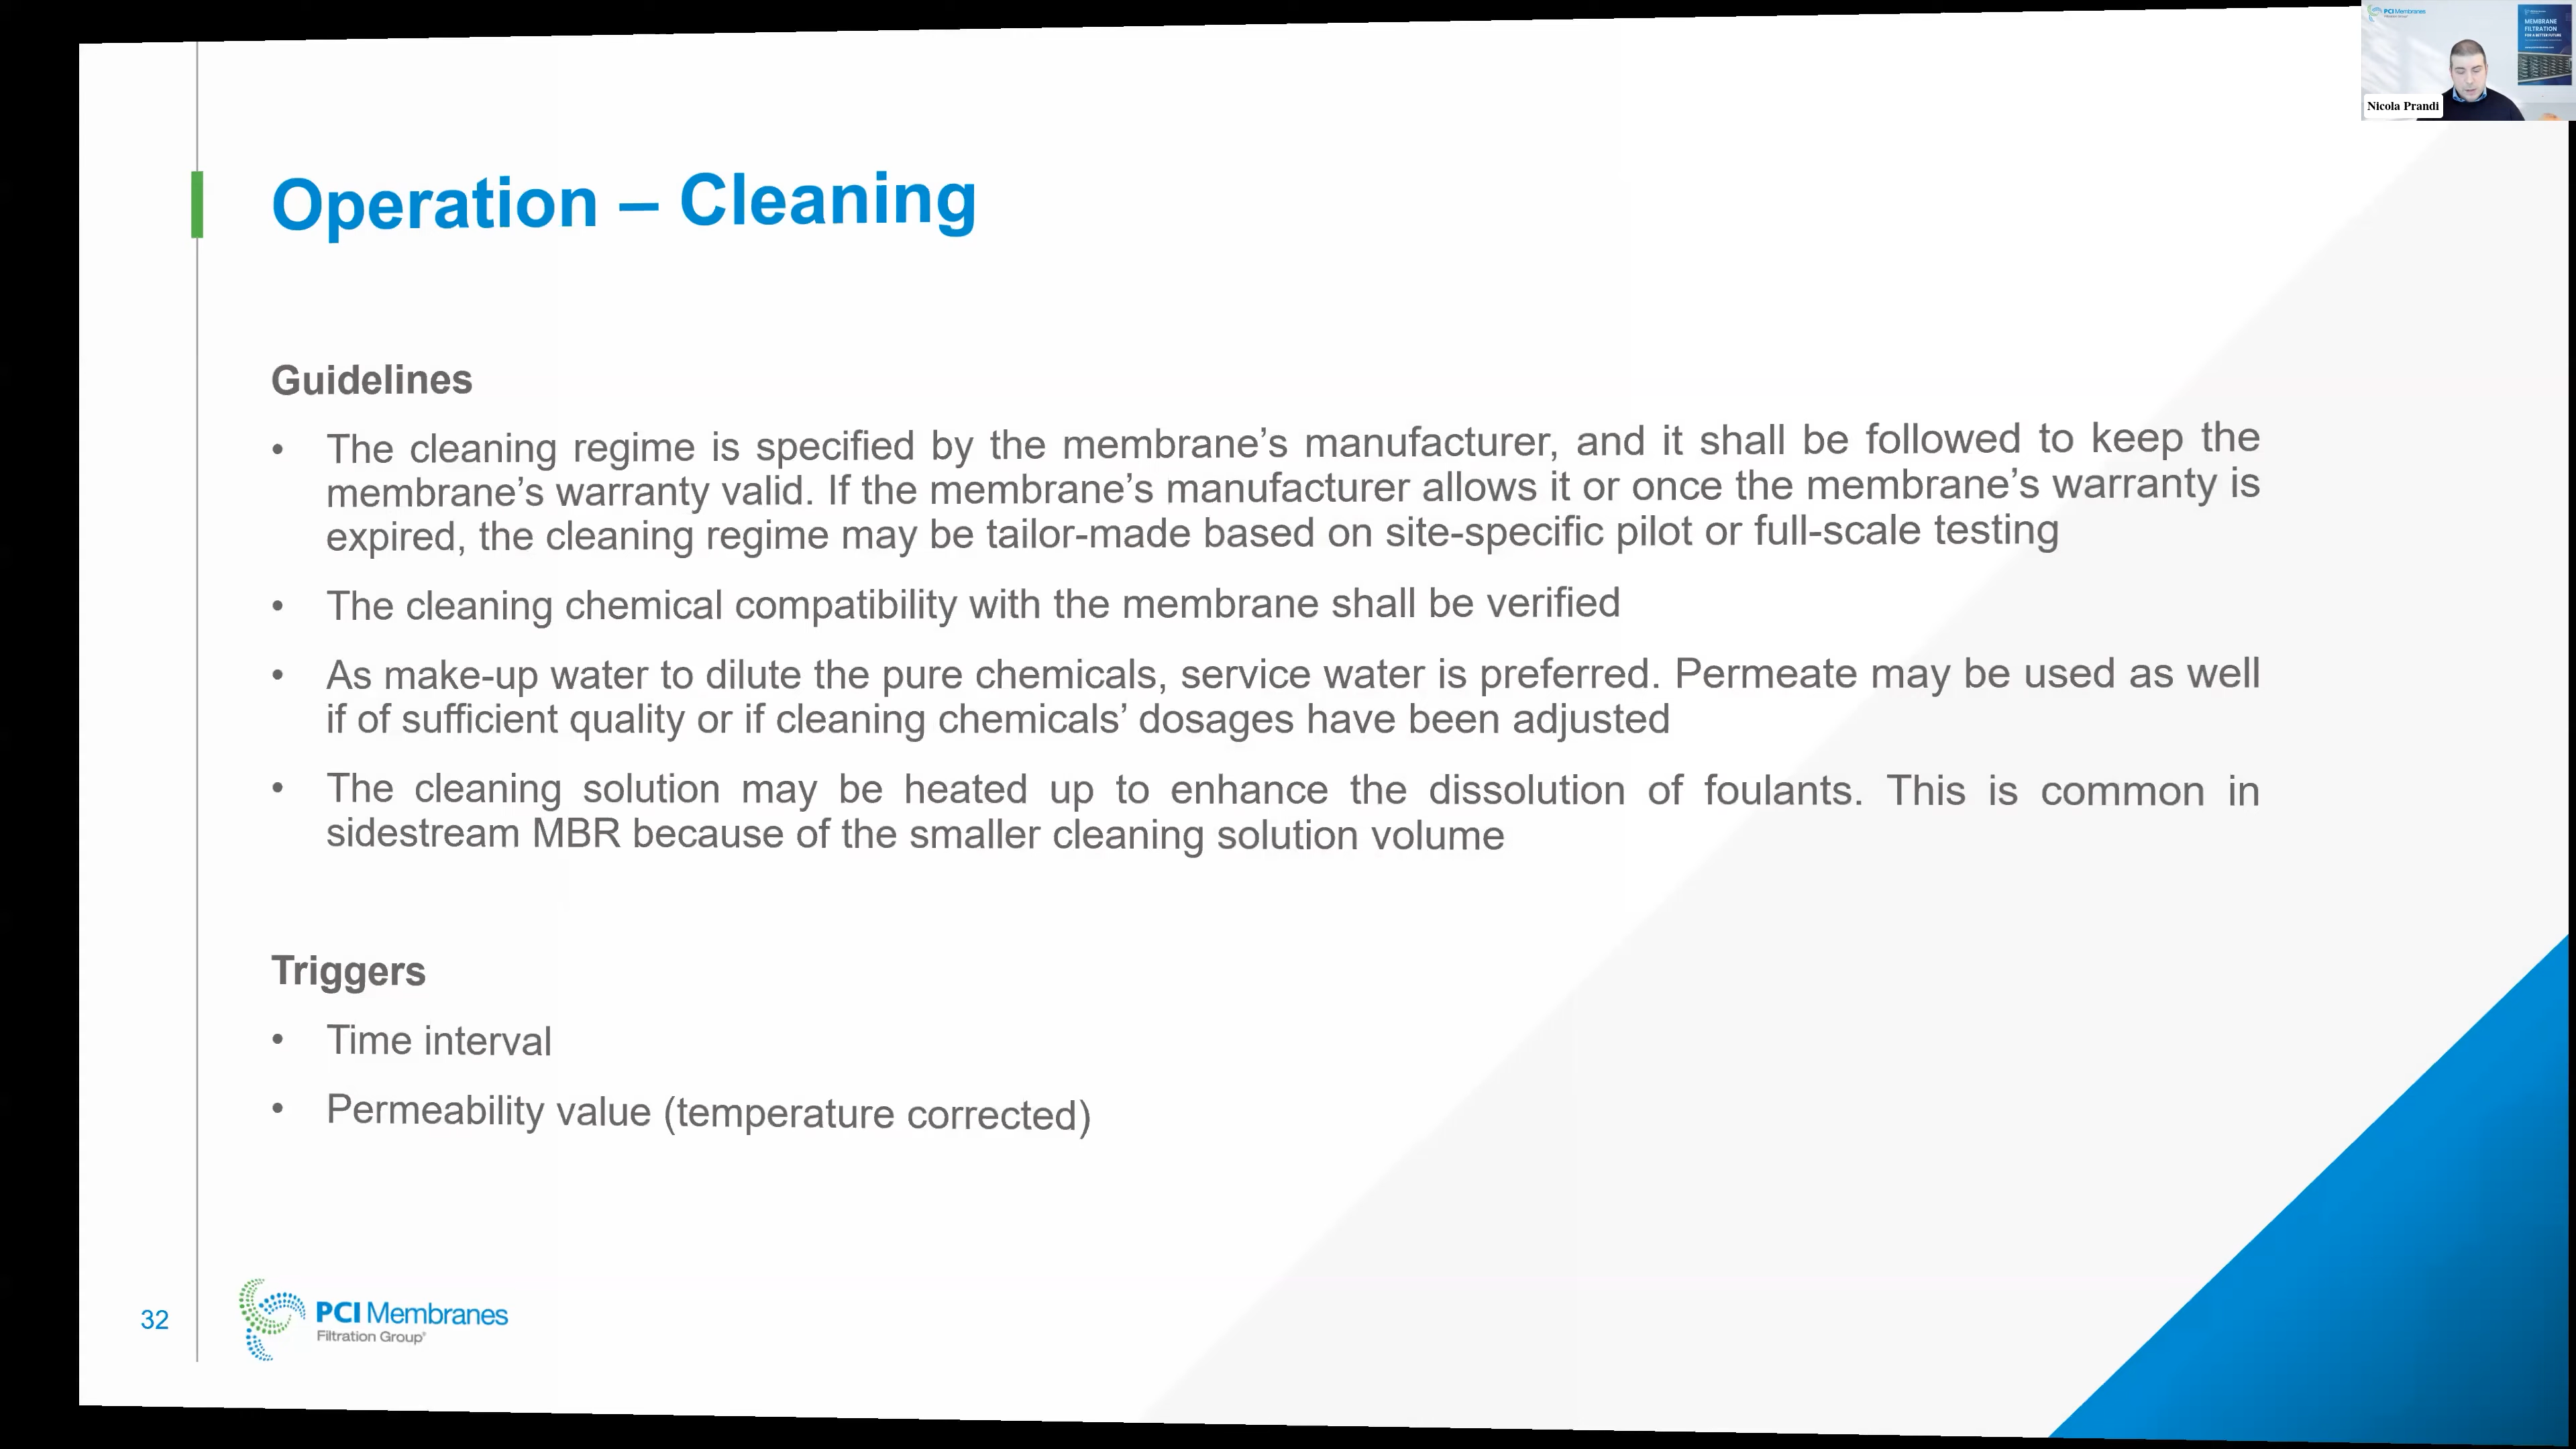 PCI Membranes
MEMBRANE
FILTRATION
FOR A BETTER FUTURE
Nicola Prandi
Operation – Cleaning
Guidelines
• The cleaning regime is specified by the membrane’s manufacturer, and it shall be followed to keep the
membrane’s warranty valid. If the membrane’s manufacturer allows it or once the membrane’s warranty is
expired, the cleaning regime may be tailor-made based on site-specific pilot or full-scale testing
• The cleaning chemical compatibility with the membrane shall be verified
• As make-up water to dilute the pure chemicals, service water is preferred. Permeate may be used as well
if of sufficient quality or if cleaning chemicals’ dosages have been adjusted
• The cleaning solution may be heated up to enhance the dissolution of foulants. This is common in
sidestream MBR because of the smaller cleaning solution volume
Triggers
• Time interval
• Permeability value (temperature corrected)
32
PCI Membranes
Filtration Group®